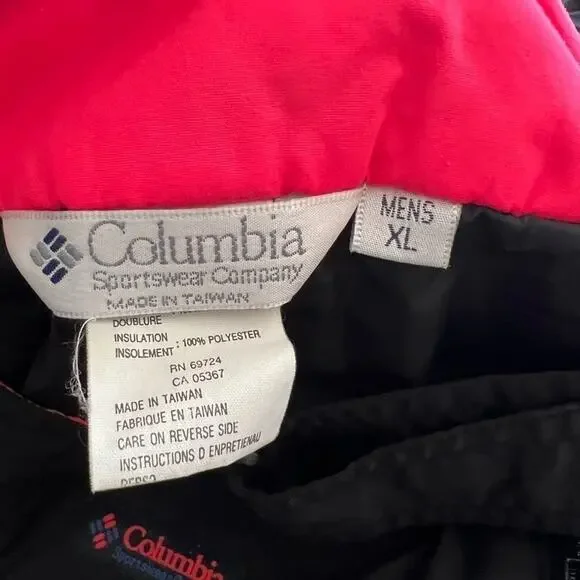 Columbia
Sportswear Company
MADE IN TAIWAN
MENS
XL
DOUBLURE
INSULATION
INSOLEMENT : 100% POLYESTER
RN 69724
CA 05367
MADE IN TAIWAN
FABRIQUE EN TAIWAN
CARE ON REVERSE SIDE
INSTRUCTIONS D ENPRETIENAU
Columbia
Sportswear